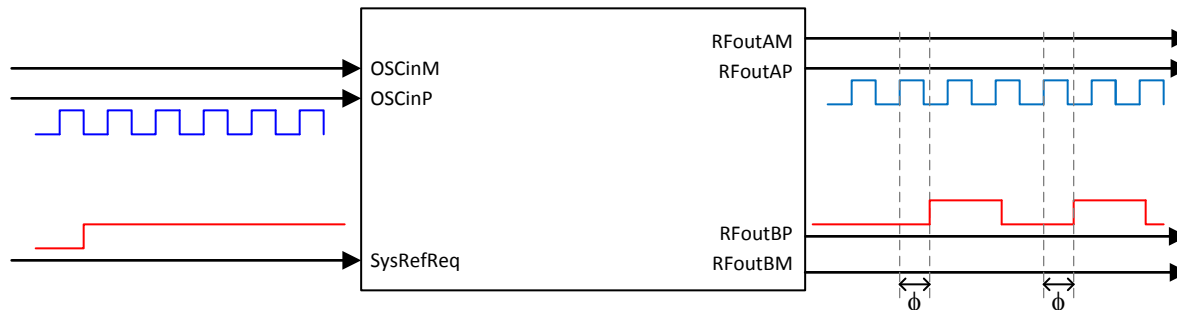 RFoutAM
OSCinM
RFoutAP
OSCinP
RFoutBP
SysRefReq
RFoutBM
ϕ
ϕ